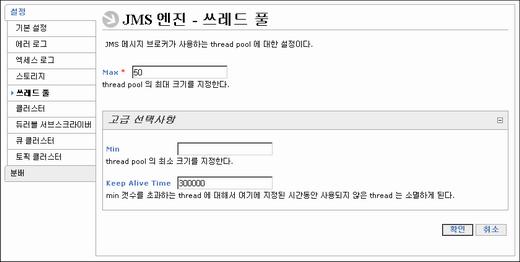 설정
기본 설정
에러 로그
엑세스 로그
스토리지
쓰레드 풀
클러스터
듀러블 서브스크라이버
큐 클러스터
토픽 클러스터
분배
JMS 엔진 - 쓰레드 풀
JMS 메시지 브로커가 사용하는 thread pool 에 대한 설정이다.
Max * 50
thread pool 의 최대 크기를 지정한다.
고급 선택사항
Min
thread pool 의 최소 크기를 지정한다.
Keep Alive Time 300000
min 갯수를 초과하는 thread 에 대해서 여기에 지정된 시간동안 사용되지 않은 thread 는 소멸하게 된다.
확인 취소